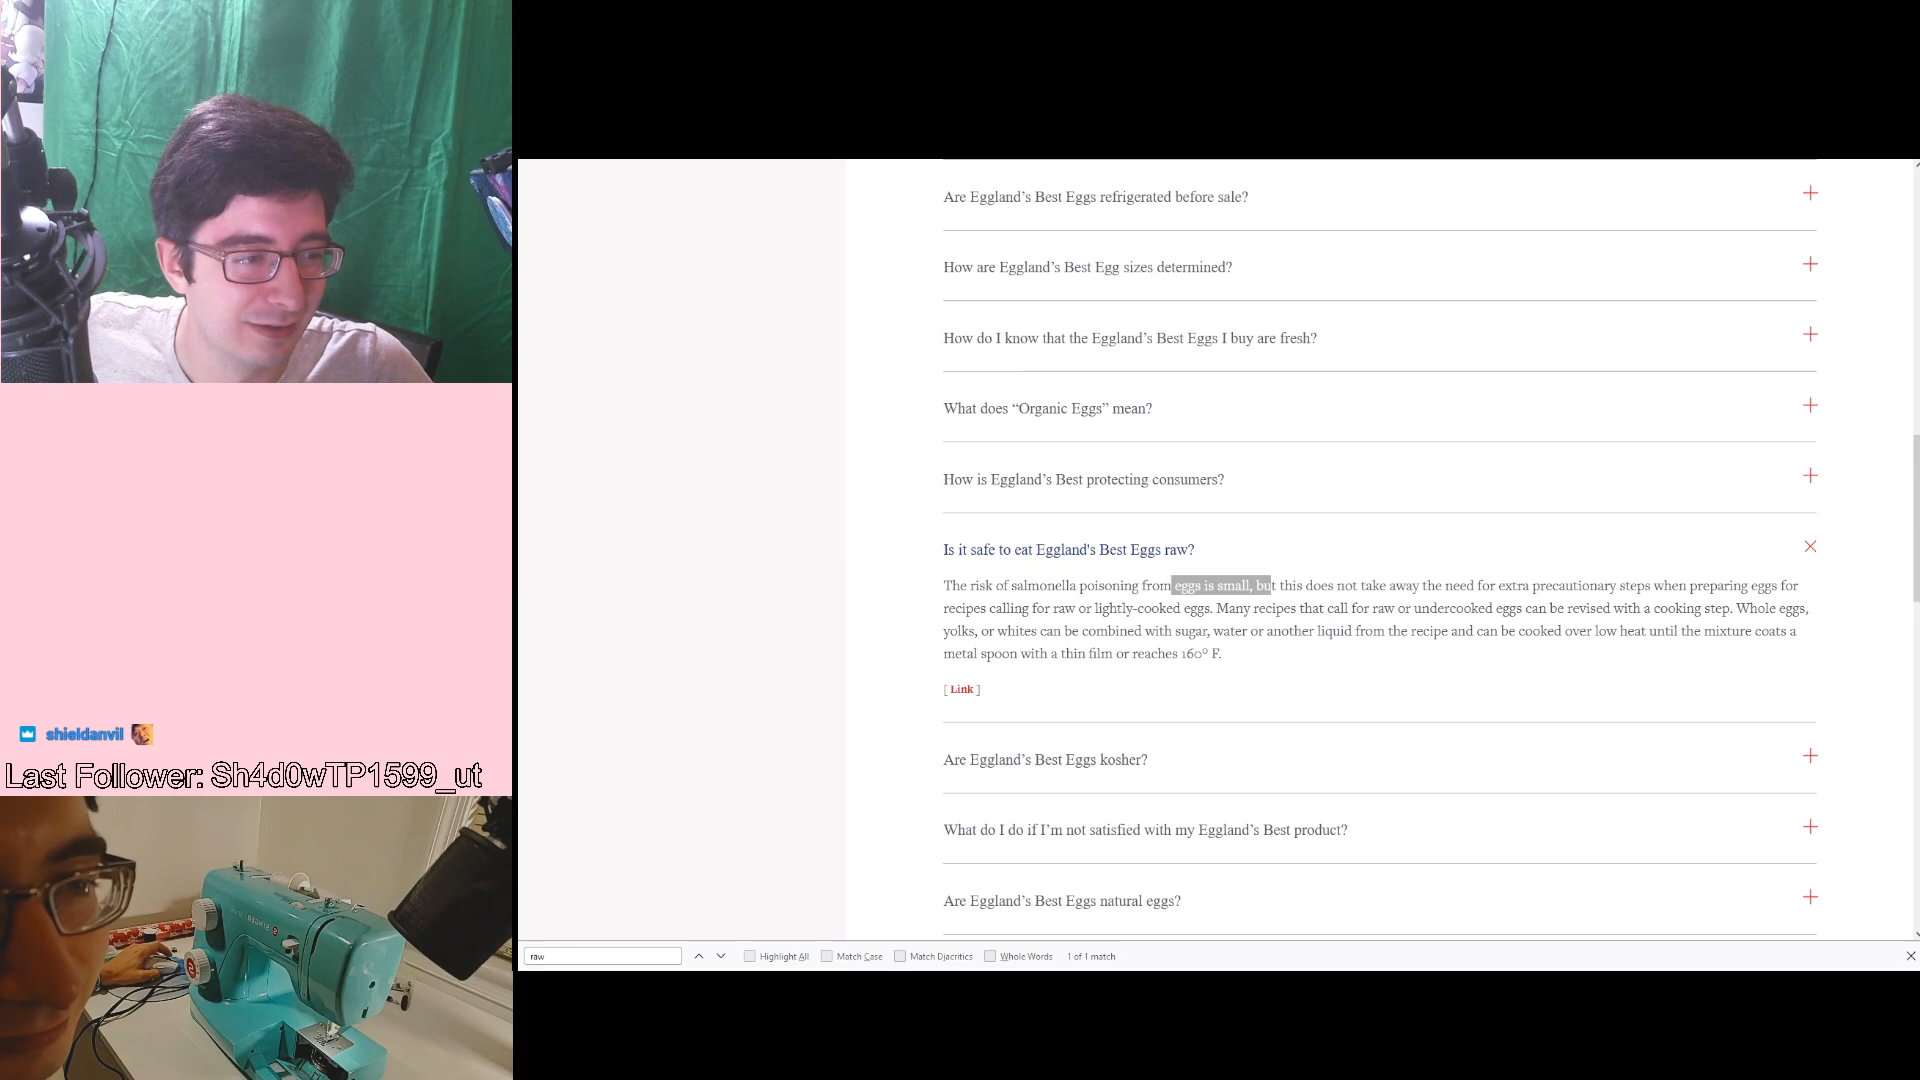 Are Eggland’s Best Eggs refrigerated before sale?
How are Eggland’s Best Egg sizes determined?
How do I know that the Eggland’s Best Eggs I buy are fresh?
What does “Organic Eggs” mean?
How is Eggland’s Best protecting consumers?
Is it safe to eat Eggland's Best Eggs raw?
The risk of salmonella poisoning from eggs is small, but this does not take away the need for extra precautionary steps when preparing eggs for
recipes calling for raw or lightly-cooked eggs. Many recipes that call for raw or undercooked eggs can be revised with a cooking step. Whole eggs,
yolks, or whites can be combined with sugar, water or another liquid from the recipe and can be cooked over low heat until the mixture coats a
metal spoon with a thin film or reaches 160° F.
[ Link ]
Are Eggland’s Best Eggs kosher?
What do I do if I’m not satisfied with my Eggland’s Best product?
Are Eggland’s Best Eggs natural eggs?
raw
Highlight All
Match Case
Match Diacritics
Whole Words
1 of 1 match
shieldanvil
Last Follower: Sh4d0wTP1599_ut